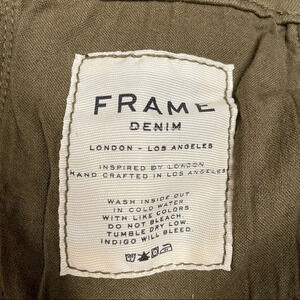 FRAME
DENIM
LONDON - LOS ANGELES
INSPIRED BY LONDON
HAND CRAFTED IN LOS ANGELES
WASH INSIDE OUT
IN COLD WATER
WITH LIKE COLORS.
DO NOT BLEACH.
TUMBLE DRY LOW.
INDIGO WILL BLEED.